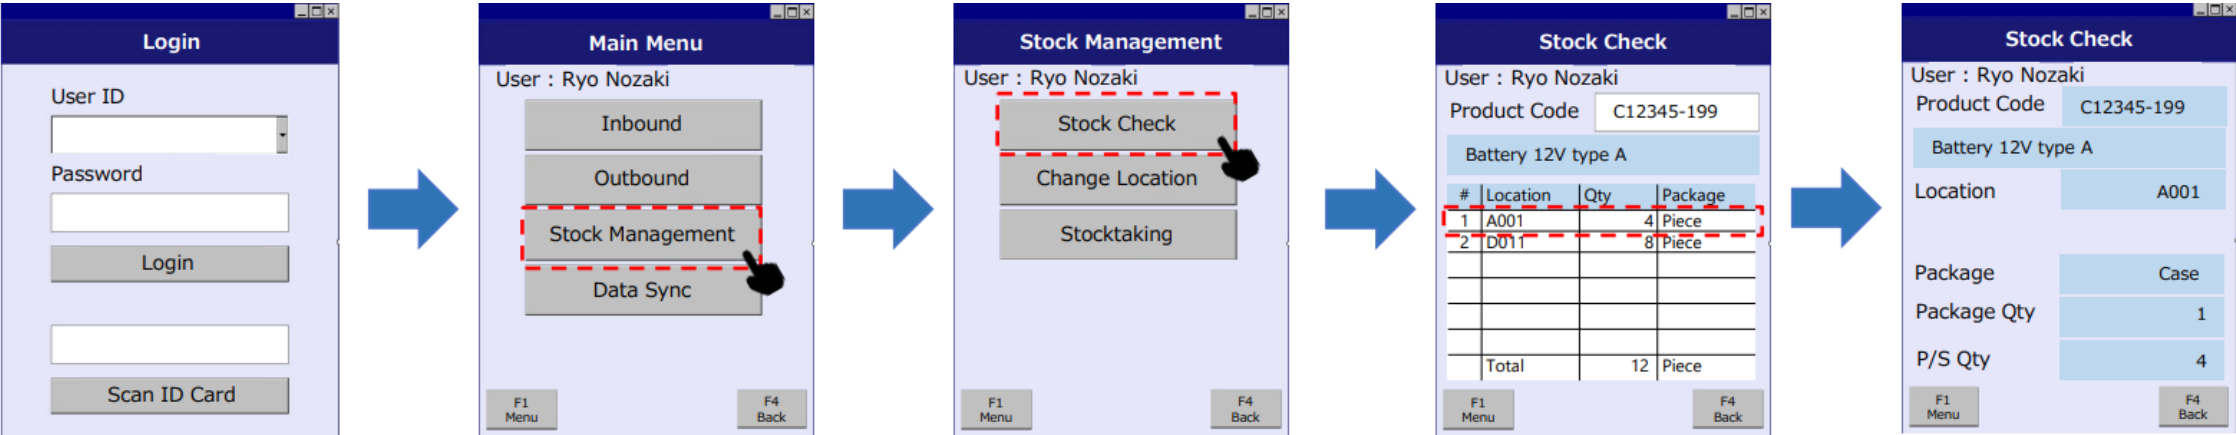 Login
User ID
Password
Login
Scan ID Card
Main Menu
User : Ryo Nozaki
Inbound
Outbound
Stock Management
Data Sync
F1
Menu
F4
Back
Stock Management
User : Ryo Nozaki
Stock Check
Change Location
Stocktaking
F1
Menu
F4
Back
Stock Check
User : Ryo Nozaki
Product Code C12345-199
Battery 12V type A
# Location Qty Package
1 A001 4 Piece
2 D011 8 Piece
Total 12 Piece
F1
Menu
F4
Back
Stock Check
User : Ryo Nozaki
Product Code C12345-199
Battery 12V type A
Location A001
Package Case
Package Qty 1
P/S Qty 4
F1
Menu
F4
Back